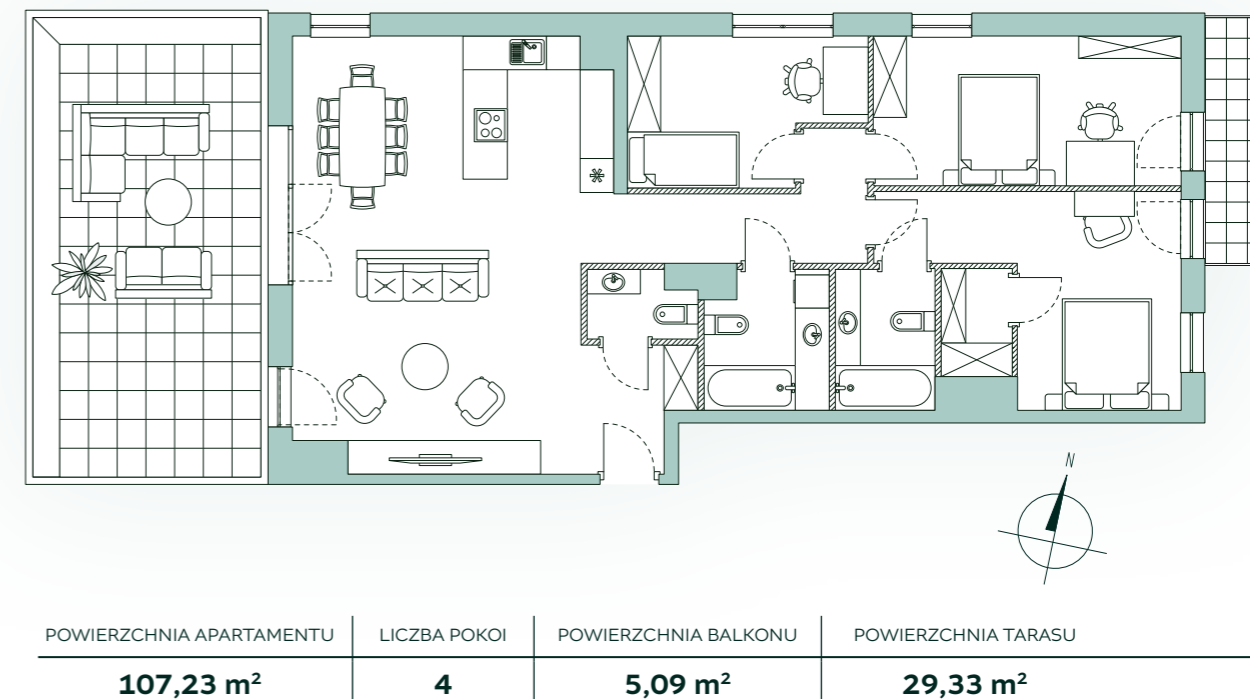 N
POWIERZCHNIA APARTAMENTU LICZBA POKOI POWIERZCHNIA BALKONU POWIERZCHNIA TARASU
107,23 m² 4 5,09 m² 29,33 m²